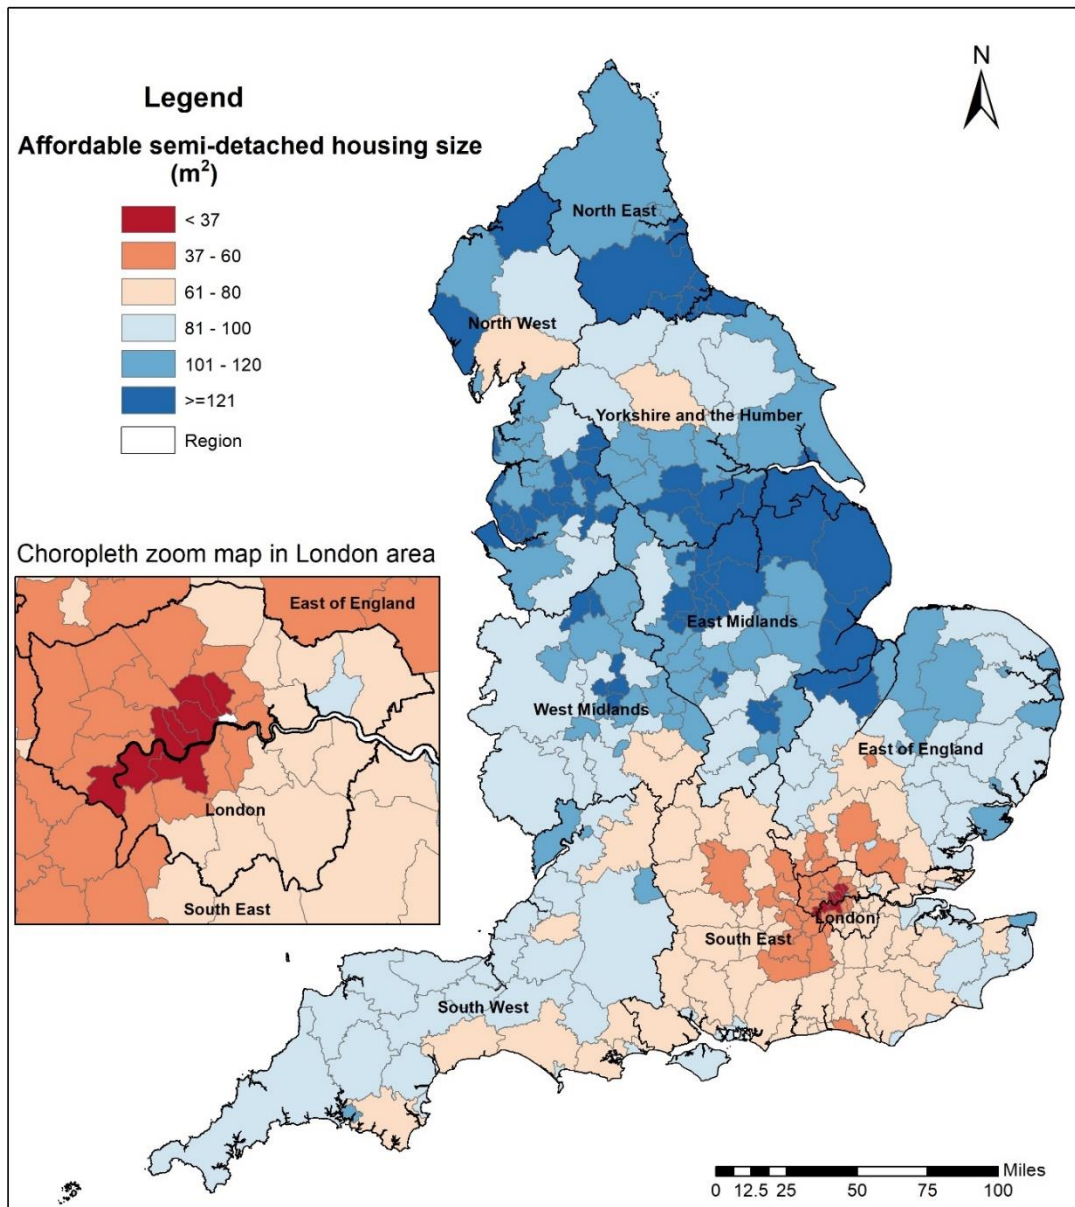 N
Legend
Affordable semi-detached housing size
(m²)
< 37
37 - 60
61 - 80
81 - 100
101 - 120
>=121
Region
North East
North West
Yorkshire and the Humber
East Midlands
West Midlands
East of England
London
South East
South West
Choropleth zoom map in London area
East of England
London
South East
Miles
0 12.5 25 50 75 100